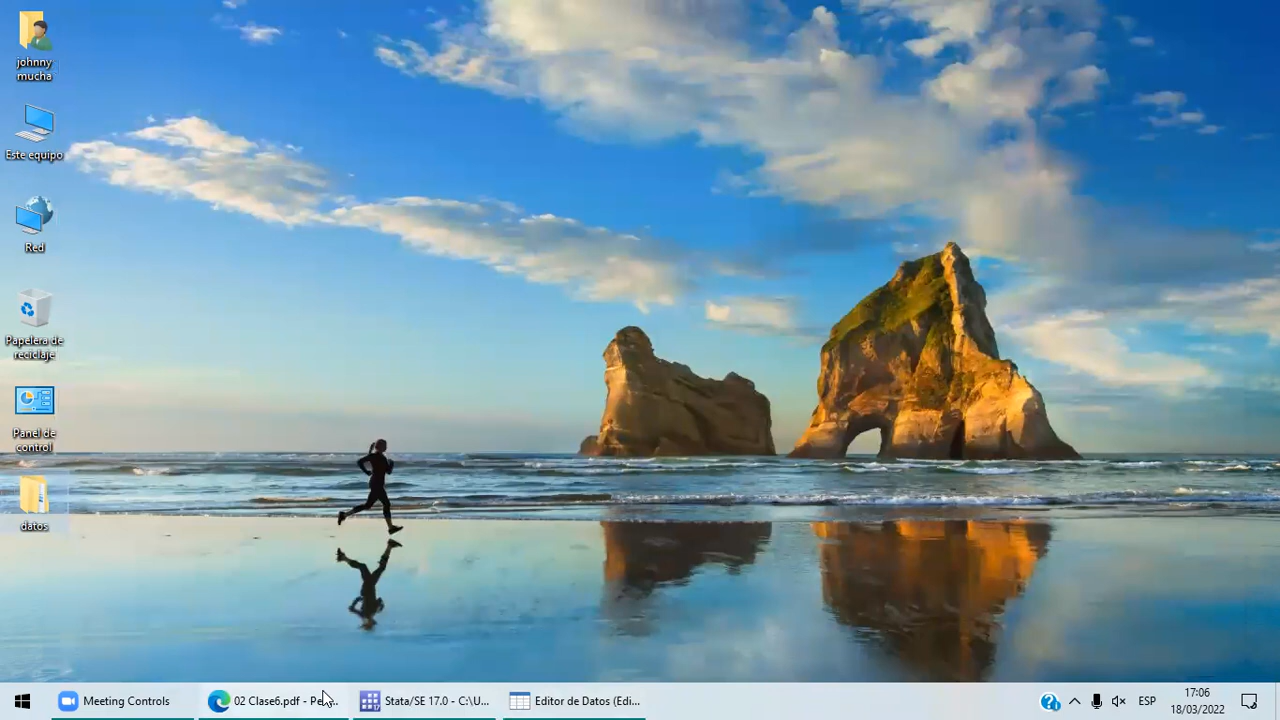 johnny
mucha
Este equipo
Red
Papelera de
reciclaje
Panel de
control
datos
Meeting Controls
02 Clase6.pdf - Pe...
Stata/SE 17.0 - C:\U...
Editor de Datos (Edi...
ESP
17:06
18/03/2022